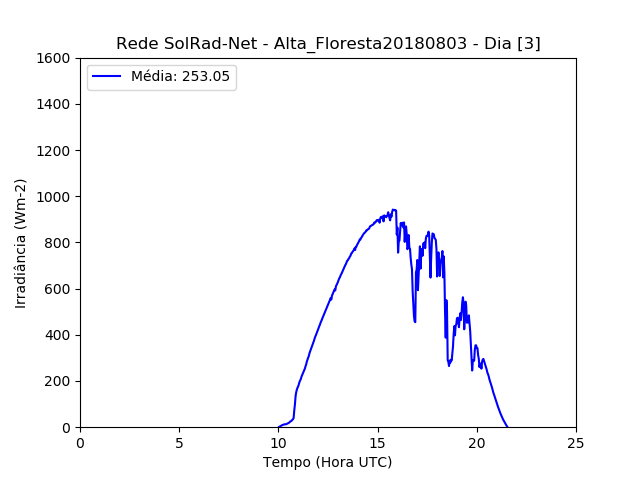 Rede SolRad-Net - Alta_Floresta20180803 - Dia [3]
Média: 253.05
Irradiância (Wm-2)
1600
1400
1200
1000
800
600
400
200
0
0 5 10 15 20 25
Tempo (Hora UTC)